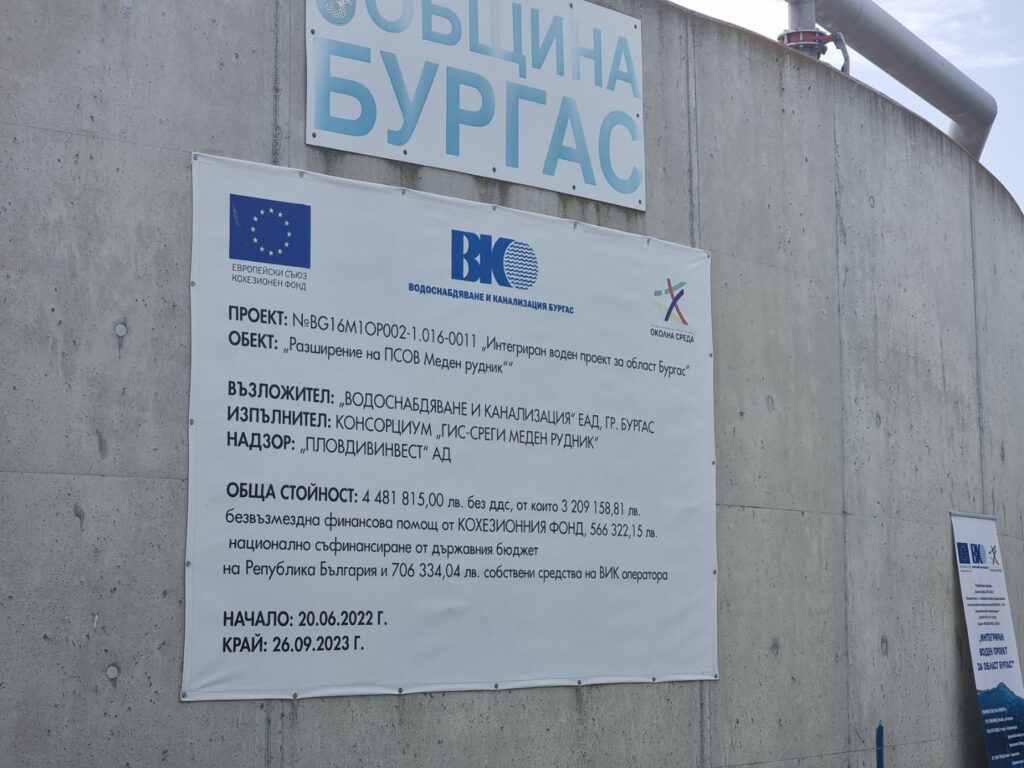 ОБЩИНА
БУРГАС
ЕВРОПЕЙСКИ СЪЮЗ
КОХЕЗИОНЕН ФОНД
ВиК
ВОДОСНАБДЯВАНЕ И КАНАЛИЗАЦИЯ БУРГАС
ОКОЛНА СРЕДА
ПРОЕКТ: №BG16M1OP002-1.016-0011 „Интегриран воден проект за област Бургас"
ОБЕКТ: „Разширение на ПСОВ Меден рудник""
ВЪЗЛОЖИТЕЛ: „ВОДОСНАБДЯВАНЕ И КАНАЛИЗАЦИЯ" ЕАД, ГР. БУРГАС
ИЗПЪЛНИТЕЛ: КОНСОРЦИУМ „ГИС-СРЕГИ МЕДЕН РУДНИК"
НАДЗОР: „ПЛОВДИВИНВЕСТ" АД
ОБЩА СТОЙНОСТ: 4 481 815,00 лв. без ддс, от които 3 209 158,81 лв.
безвъзмездна финансова помощ от КОХЕЗИОННИЯ ФОНД, 566 322,15 лв.
национално съфинансиране от държавния бюджет
на Република България и 706 334,04 лв. собствени средства на ВИК оператора
НАЧАЛО: 20.06.2022 Г.
КРАЙ: 26.09.2023 Г.
„ИНТЕГРИРАН
ВОДЕН ПРОЕКТ
ЗА ОБЛАСТ БУРГАС"